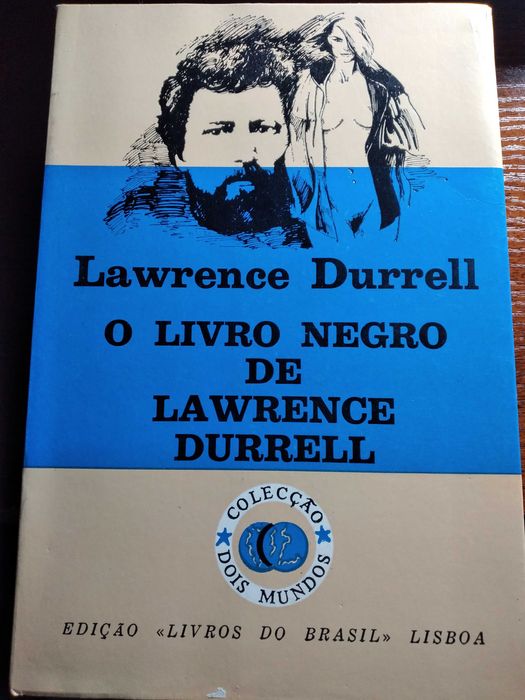 Lawrence Durrell
O LIVRO NEGRO
DE
LAWRENCE
DURRELL
COLECÇÃO
DOIS MUNDOS
EDIÇÃO «LIVROS DO BRASIL» LISBOA